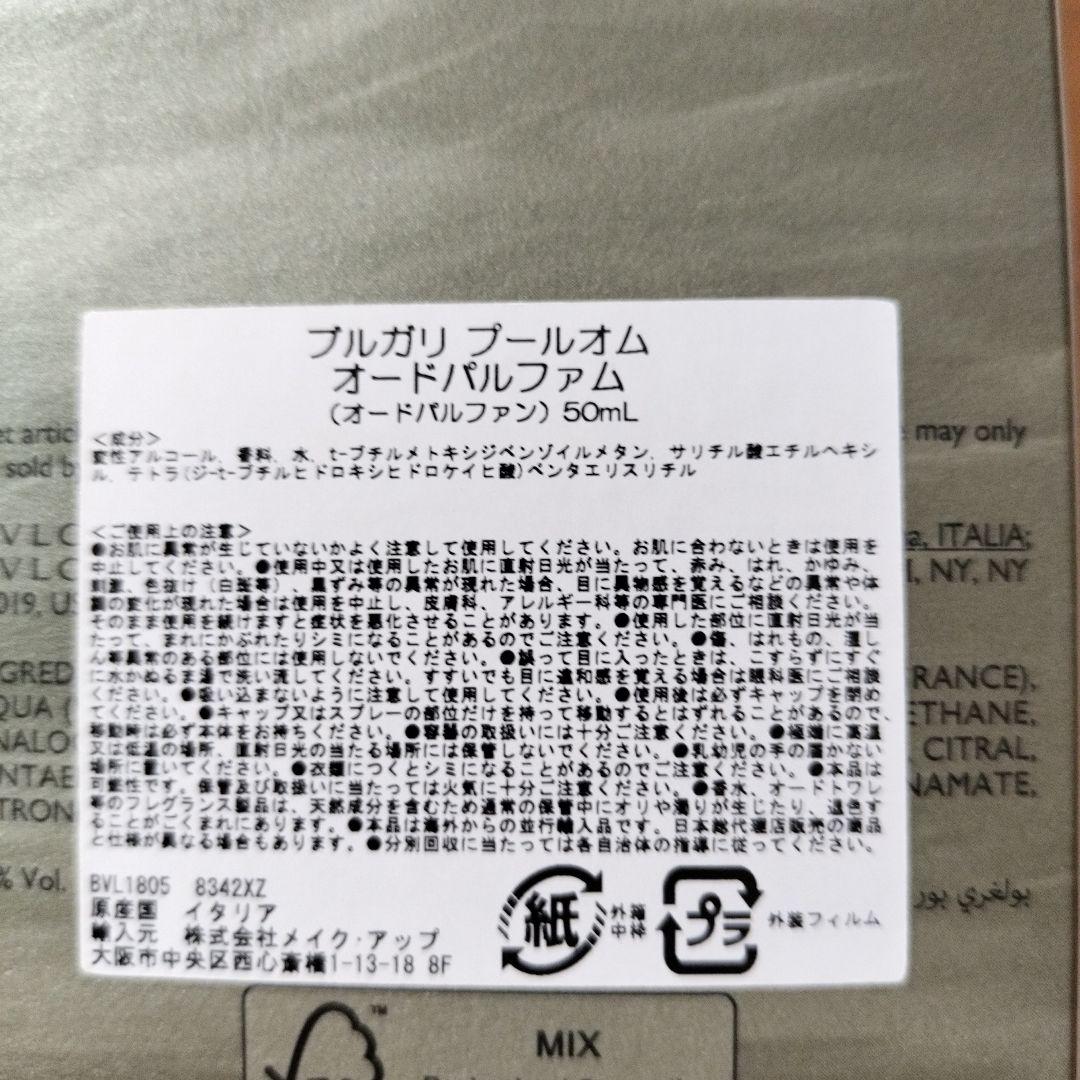 ブルガリ プールオム
オードパルファム
(オードパルファン) 50mL
<成分>
変性アルコール、香料、水、t-ブチルメトキシジベンゾイルメタン、サリチル酸エチルヘキシ
ル、テトラ(ジ-t-ブチルヒドロキシヒドロケイヒ酸)ペンタエリスリチル
<ご使用上の注意>
●お肌に異常が生じていないかよく注意して使用してください。お肌に合わないときは使用を
中止してください。●使用中又は使用したお肌に直射日光が当たって、赤み、はれ、かゆみ、
刺激、色抜け(白斑等)、黒ずみ等の異常が現れた場合、目に異物感を覚えるなどの異常や体
調の変化が現れた場合は使用を中止し、皮膚科、アレルギー科等の専門医にご相談ください。
そのまま使用を続けますと症状を悪化させることがあります。●使用した部位に直射日光が当
たって、まれにかぶれたりシミになることがあるのでご注意ください。●傷、はれもの、湿し
ん等異常のある部位には使用しないでください。●誤って目に入ったときは、こすらずにすぐ
に水かぬるま湯で洗い流してください。すすいでも目に違和感を覚える場合は眼科医にご相談
ください。●吸い込まないように注意して使用してください。●使用後は必ずキャップを閉め
てください。●キャップ又はスプレーの部位だけを持って移動するとはずれることがあるので、
移動時は必ず本体をお持ちください。●容器の取扱いには十分ご注意ください。●極端に高温
又は低温の場所、直射日光の当たる場所には保管しないでください。●乳幼児の手の届かない
場所に置いてください。●衣類につくとシミになることがあるのでご注意ください。●本品は
可能性です。保管及び取扱いに当たっては火気に十分ご注意ください。●香水、オードトワレ
等のフレグランス製品は、天然成分を含むため通常の保管中にオリや濁りが生じたり、退色す
ることがごくまれにあります。●本品は海外からの並行輸入品です。日本総代理店販売の商品
と仕様が異なる場合もあります。●分別回収に当たっては各自治体の指導に従ってください。
BVL1805 8342XZ
原産国 イタリア
輸入元 株式会社メイク・アップ
大阪市中央区西心斎橋1-13-18 8F
紙 外箱
中枠
プラ 外装フィルム
may only
sold
ITALIA;
NY, NY
019, US
RANCE),
QUA (
ETHANE,
CITRAL,
NAMATE,
% Vol.
بولغري بور
MIX